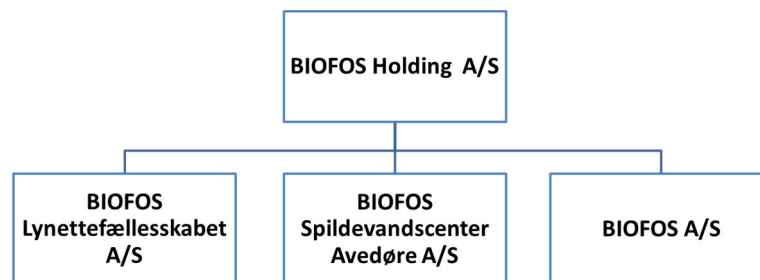 BIOFOS Holding A/S
BIOFOS
Lynettefællesskabet
A/S
BIOFOS
Spildevandscenter
Avedøre A/S
BIOFOS A/S